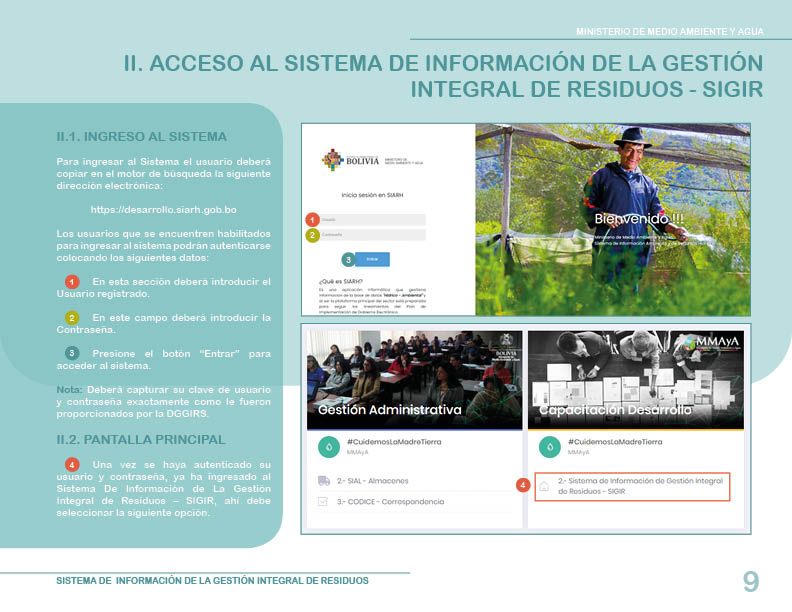 MINISTERIO DE MEDIO AMBIENTE Y AGUA
II. ACCESO AL SISTEMA DE INFORMACIÓN DE LA GESTIÓN
INTEGRAL DE RESIDUOS - SIGIR
II.1. INGRESO AL SISTEMA
Para ingresar al Sistema el usuario deberá
copiar en el motor de búsqueda la siguiente
dirección electrónica:
https://desarrollo.siarh.gob.bo
Los usuarios que se encuentren habilitados
para ingresar al sistema podrán autenticarse
colocando los siguientes datos:
1 En esta sección deberá introducir el
Usuario registrado.
2 En este campo deberá introducir la
Contraseña.
3 Presione el botón “Entrar” para
acceder al sistema.
Nota: Deberá capturar su clave de usuario
y contraseña exactamente como le fueron
proporcionados por la DGGIRS.
II.2. PANTALLA PRINCIPAL
4 Una vez se haya autenticado su
usuario y contraseña, ya ha ingresado al
Sistema De Información de La Gestión
Integral de Residuos – SIGIR, ahí debe
seleccionar la siguiente opción.
BOLIVIA
MINISTERIO DE
MEDIO AMBIENTE Y AGUA
Inicia sesión en SIARH
1 Usuario
2 Contraseña
3 Entrar
¿Qué es SIARH?
Es una aplicación informática que gestiona
información de la base de datos "Hídrico - ambiental" y
al ser la plataforma principal del sector está preparada
para seguir los lineamientos del Plan de
Implementación de Gobierno Electrónico.
Bienvenido !!!
Ministerio de Medio Ambiente y Agua
Sistema de Información Ambiental y de Recursos Hídricos
BOLIVIA
Gestión Administrativa
#CuidemosLaMadreTierra
MMAyA
2.- SIAL - Almacenes
3.- CODICE - Correspondencia
MMAyA
Capacitación Desarrollo
#CuidemosLaMadreTierra
MMAyA
4 2.- Sistema de Información de Gestión Integral
de Residuos - SIGIR
SISTEMA DE INFORMACIÓN DE LA GESTIÓN INTEGRAL DE RESIDUOS
9